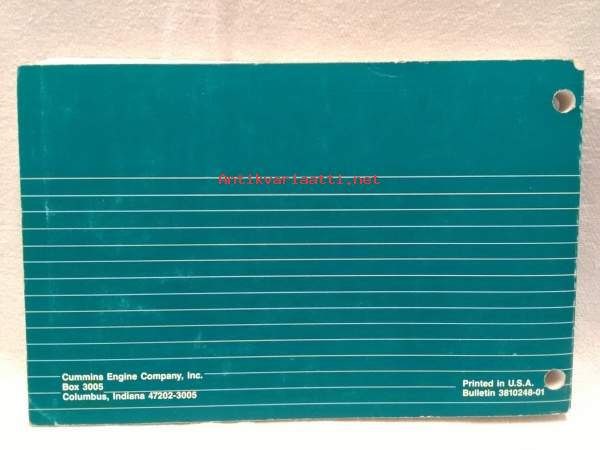 Antikvariaatti.net
Cummins Engine Company, Inc.
Box 3005
Columbus, Indiana 47202-3005
Printed in U.S.A.
Bulletin 3810248-01